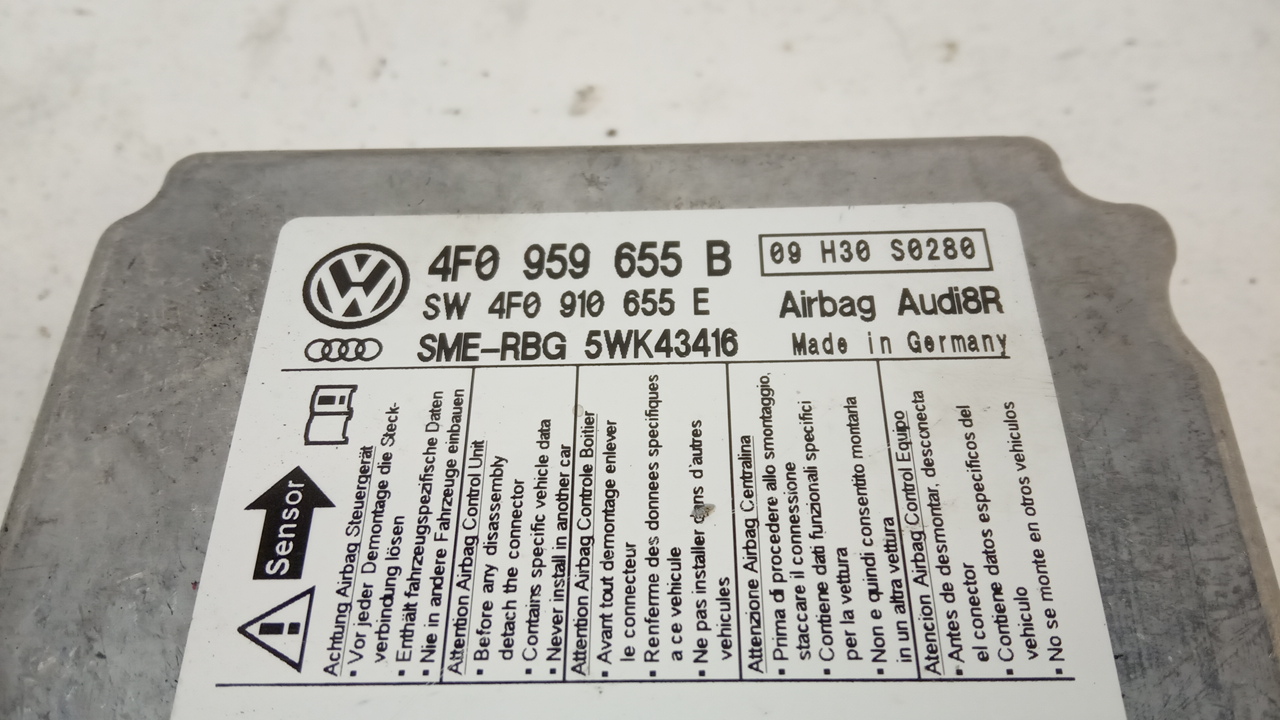 4F0 959 655 B
09 H30 S0280
SW 4F0 910 655 E
Airbag Audi8R
SME-RBG 5WK43416
Made in Germany
Sensor
Achtung Airbag Steuergerät
• Vor jeder Demontage die Steck-
verbindung lösen
• Enthält fahrzeugspezifische Daten
• Nie in andere Fahrzeuge einbauen
Attention Airbag Control Unit
• Before any disassembly
detach the connector
• Contains specific vehicle data
• Never install in another car
Attention Airbag Controle Boitier
• Avant tout demontage enlever
le connecteur
• Renferme des donnees specifiques
a ce vehicule
• Ne pas installer dans d'autres
vehicules
Attenzione Airbag Centralina
• Prima di procedere allo smontaggio,
staccare il connessione
• Contiene dati funzionali specifici
per la vettura
• Non e quindi consentito montarla
in un altra vettura
Atencion Airbag Control Equipo
• Antes de desmontar, desconecta
el conector
• Contiene datos especificos del
vehiculo
• No se monte en otros vehiculos